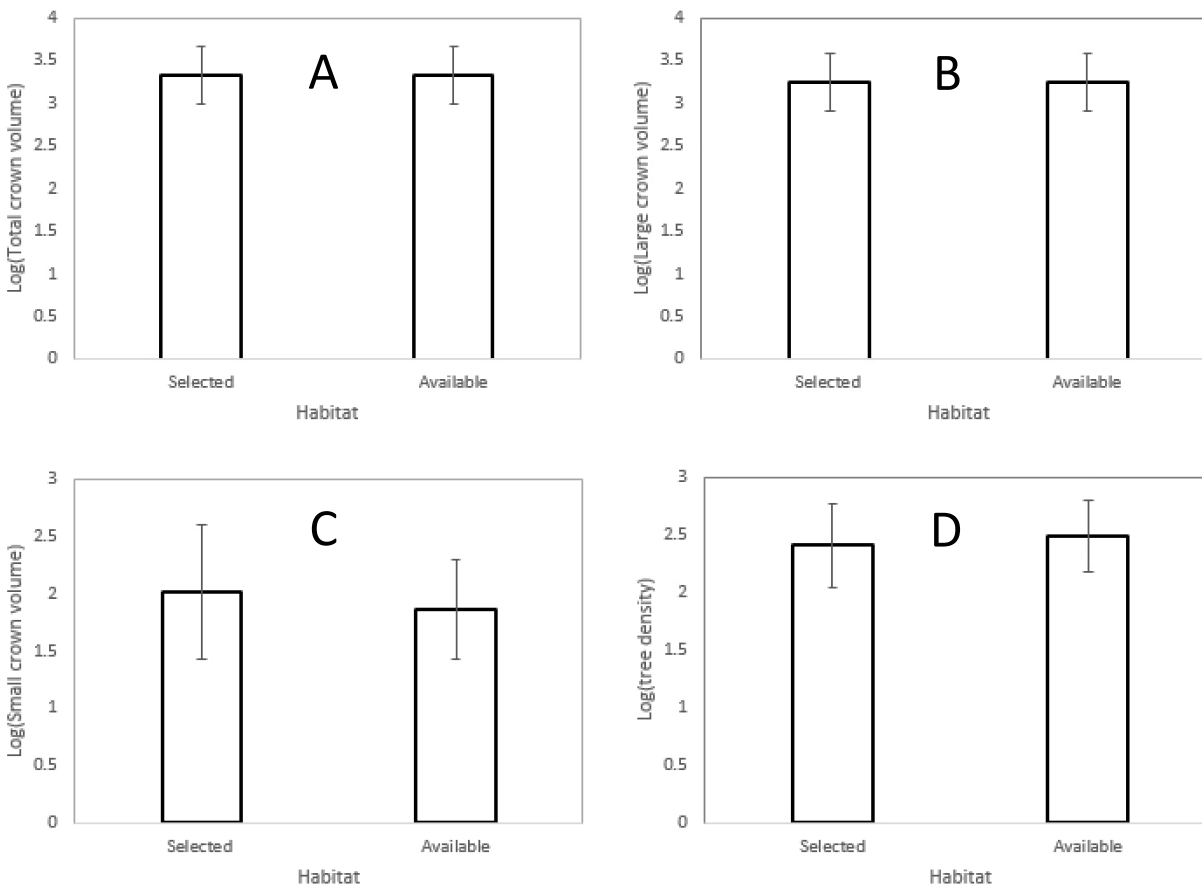 A
Log(Total crown volume)
4
3.5
3
2.5
2
1.5
1
0.5
0
Selected Available
Habitat
B
Log(Large crown volume)
4
3.5
3
2.5
2
1.5
1
0.5
0
Selected Available
Habitat
C
Log(Small crown volume)
3
2.5
2
1.5
1
0.5
0
Selected Available
Habitat
D
Log(tree density)
3
2.5
2
1.5
1
0.5
0
Selected Available
Habitat